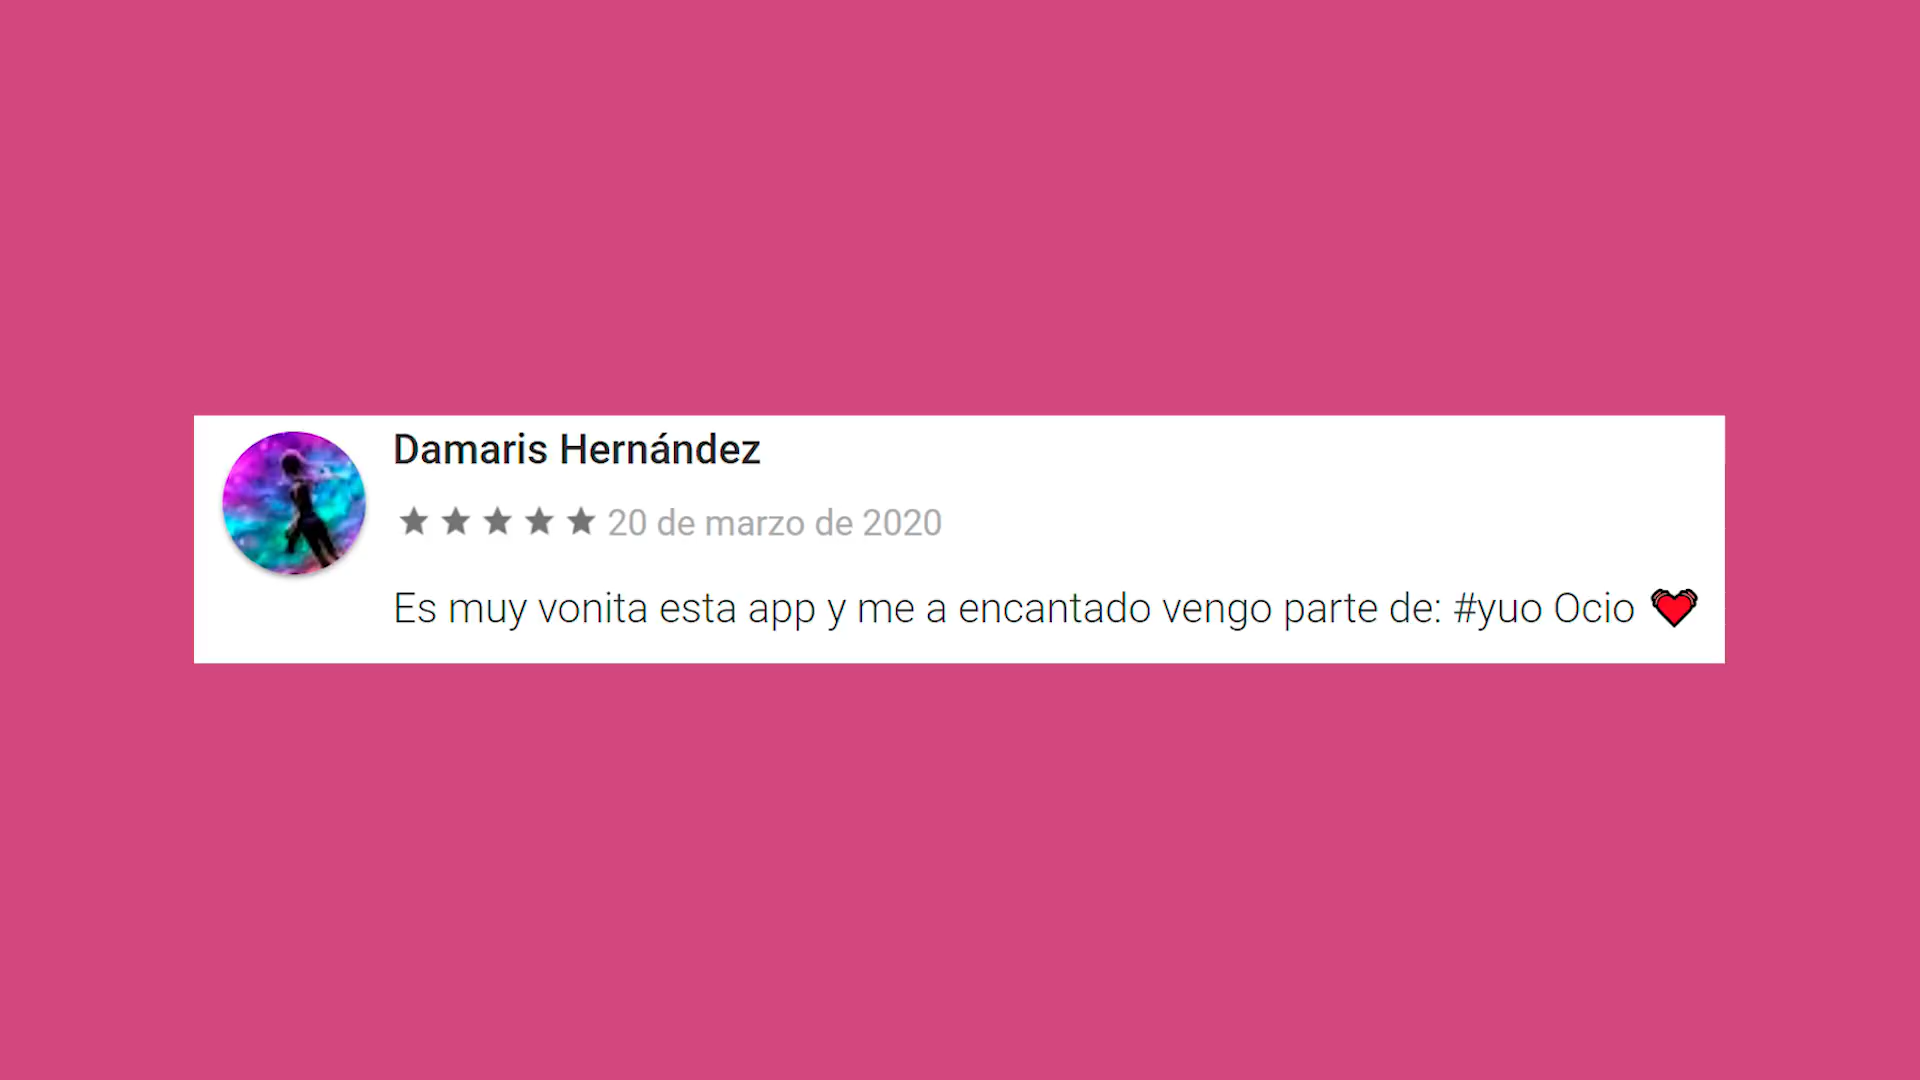 Damaris Hernández
20 de marzo de 2020
Es muy vonita esta app y me a encantado vengo parte de: #yuo Ocio 💓